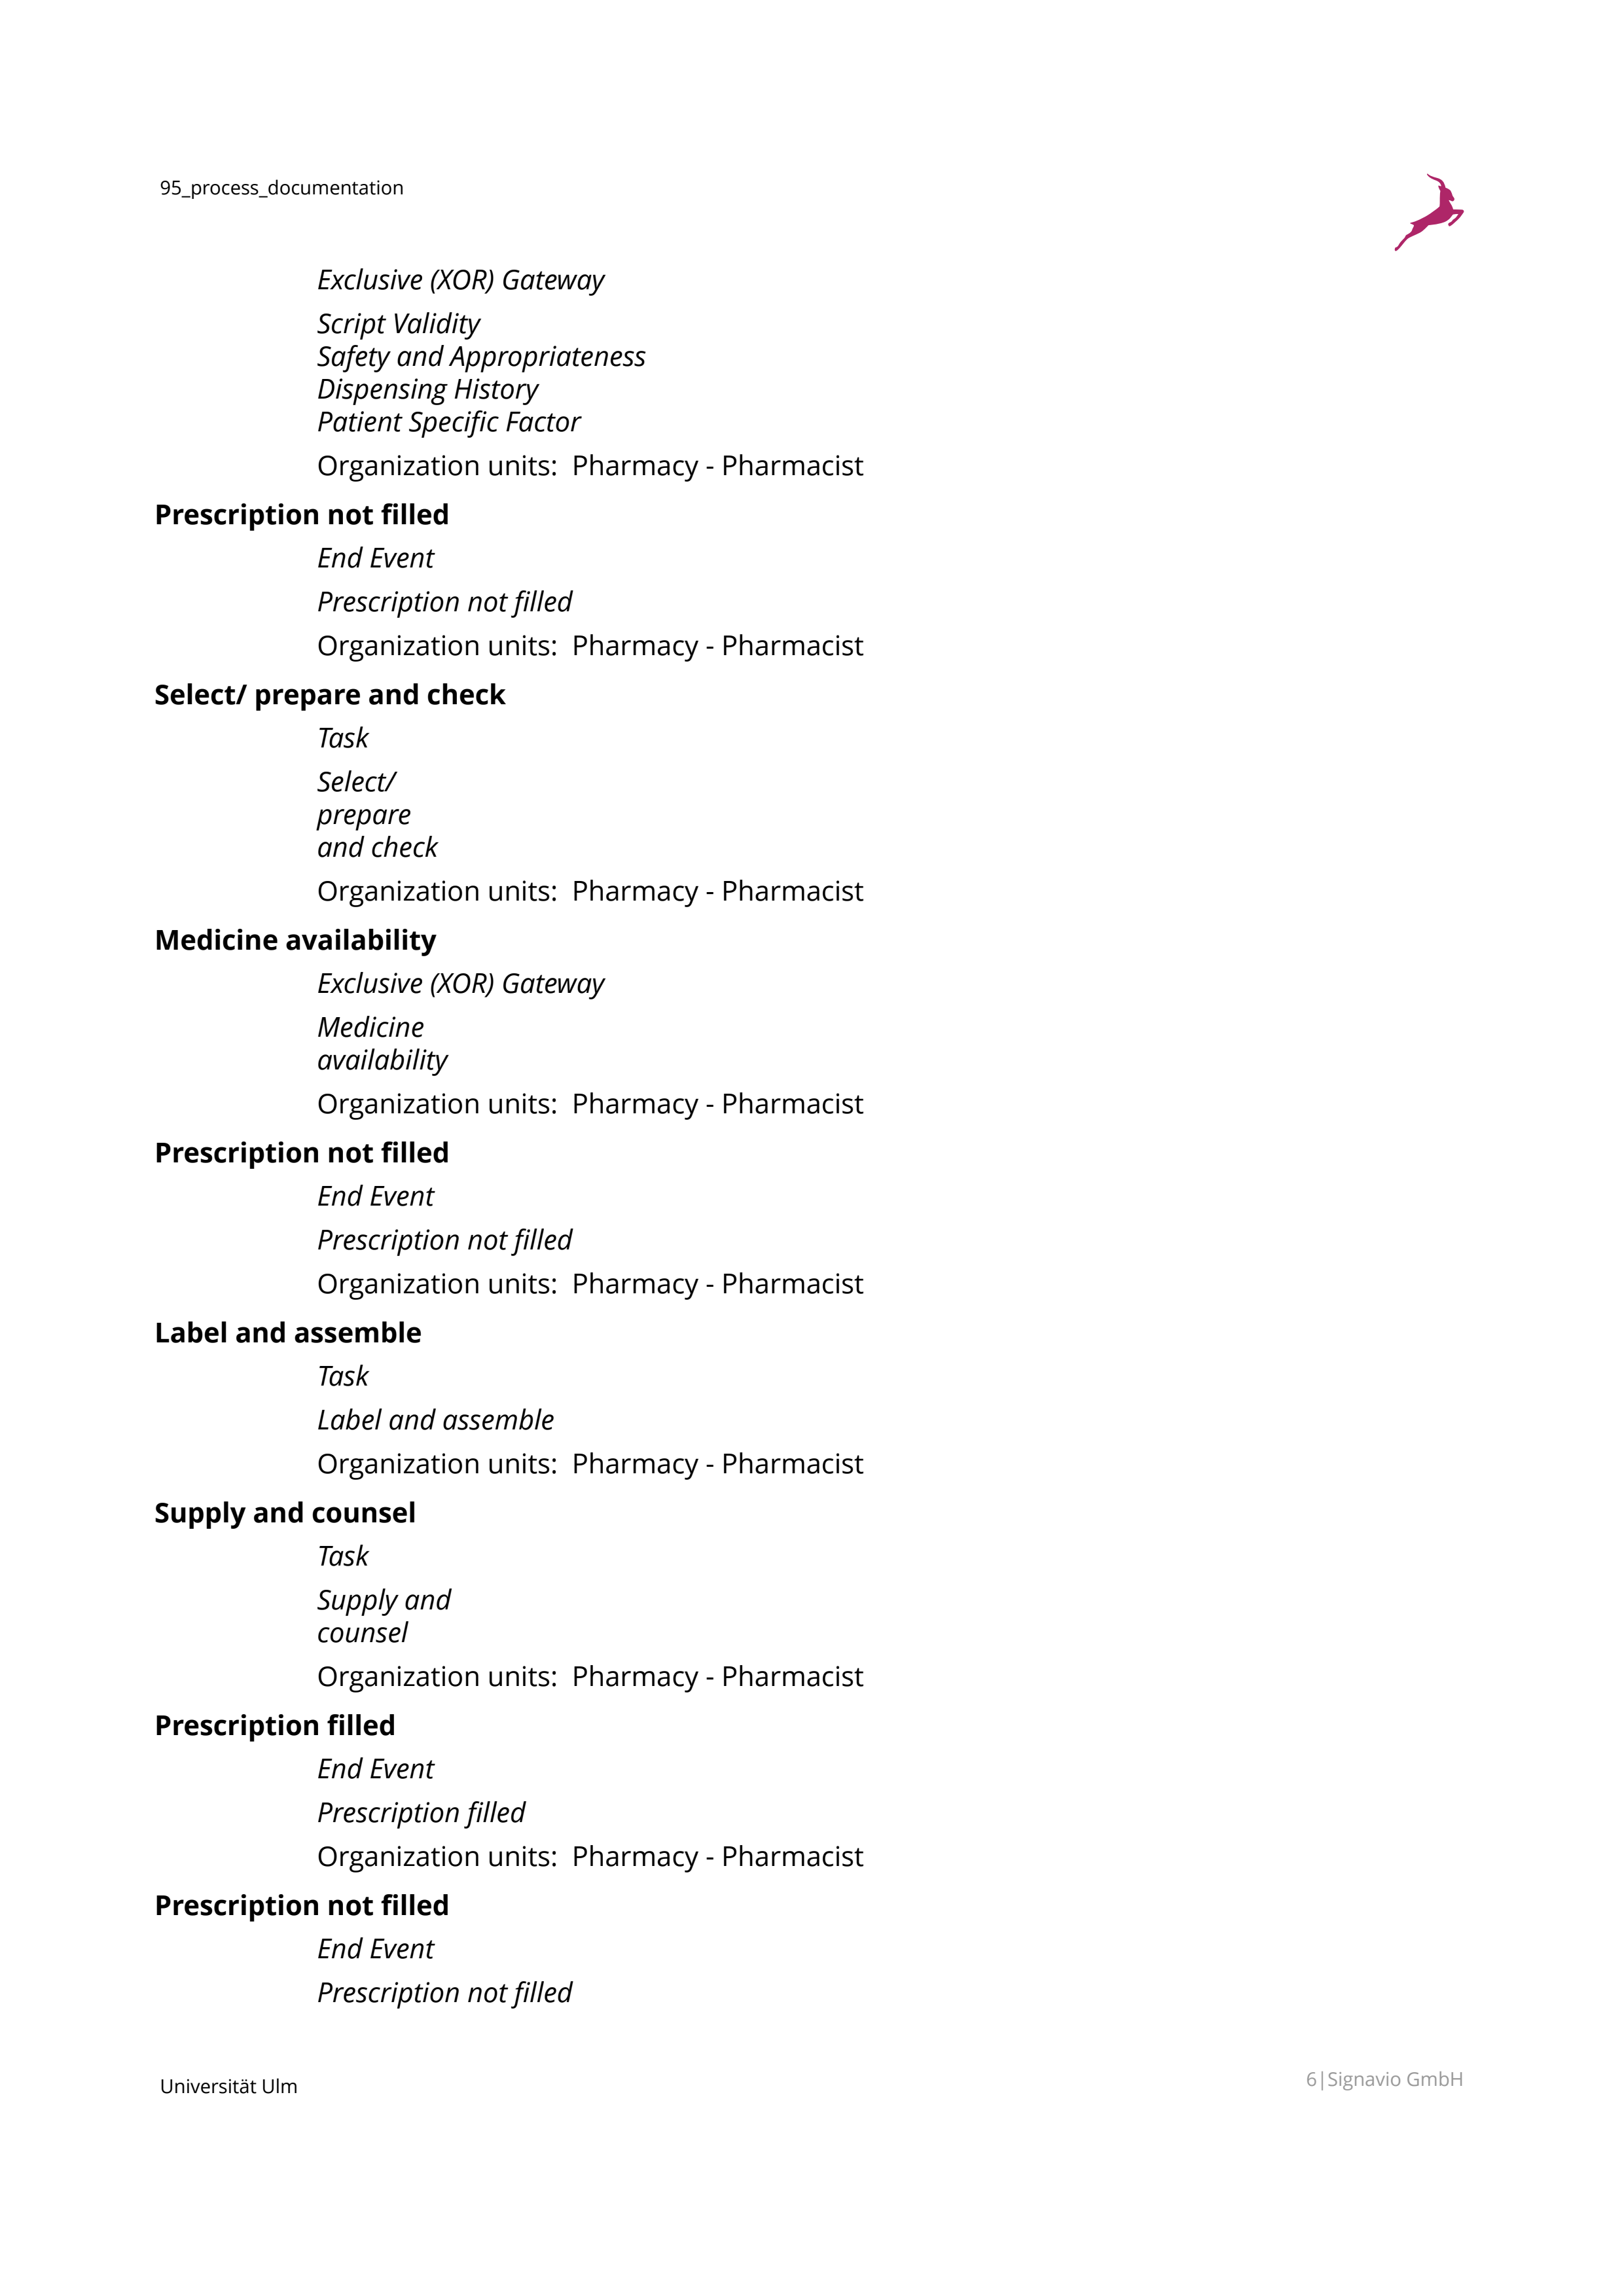 95_process_documentation
Exclusive (XOR) Gateway
Script Validity
Safety and Appropriateness
Dispensing History
Patient Specific Factor
Organization units:  Pharmacy - Pharmacist
Prescription not filled
End Event
Prescription not filled
Organization units:  Pharmacy - Pharmacist
Select/ prepare and check
Task
Select/
prepare
and check
Organization units:  Pharmacy - Pharmacist
Medicine availability
Exclusive (XOR) Gateway
Medicine
availability
Organization units:  Pharmacy - Pharmacist
Prescription not filled
End Event
Prescription not filled
Organization units:  Pharmacy - Pharmacist
Label and assemble
Task
Label and assemble
Organization units:  Pharmacy - Pharmacist
Supply and counsel
Task
Supply and
counsel
Organization units:  Pharmacy - Pharmacist
Prescription filled
End Event
Prescription filled
Organization units:  Pharmacy - Pharmacist
Prescription not filled
End Event
Prescription not filled
Universität Ulm
6|Signavio GmbH